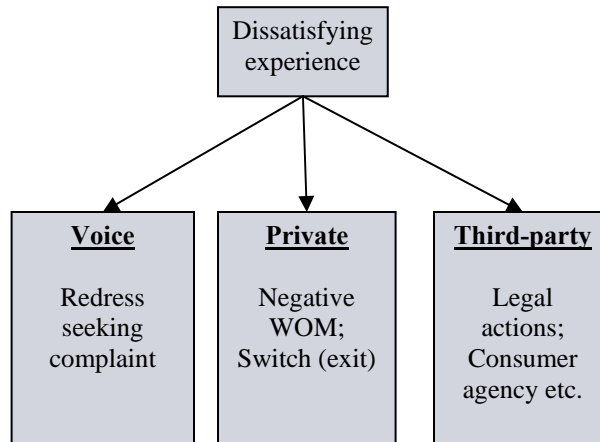 Dissatisfying
experience
Voice
Redress
seeking
complaint
Private
Negative
WOM;
Switch (exit)
Third-party
Legal
actions;
Consumer
agency etc.